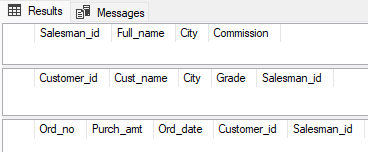 Results Messages
Salesman_id Full_name City Commission
Customer_id Cust_name City Grade Salesman_id
Ord_no Purch_amt Ord_date Customer_id Salesman_id